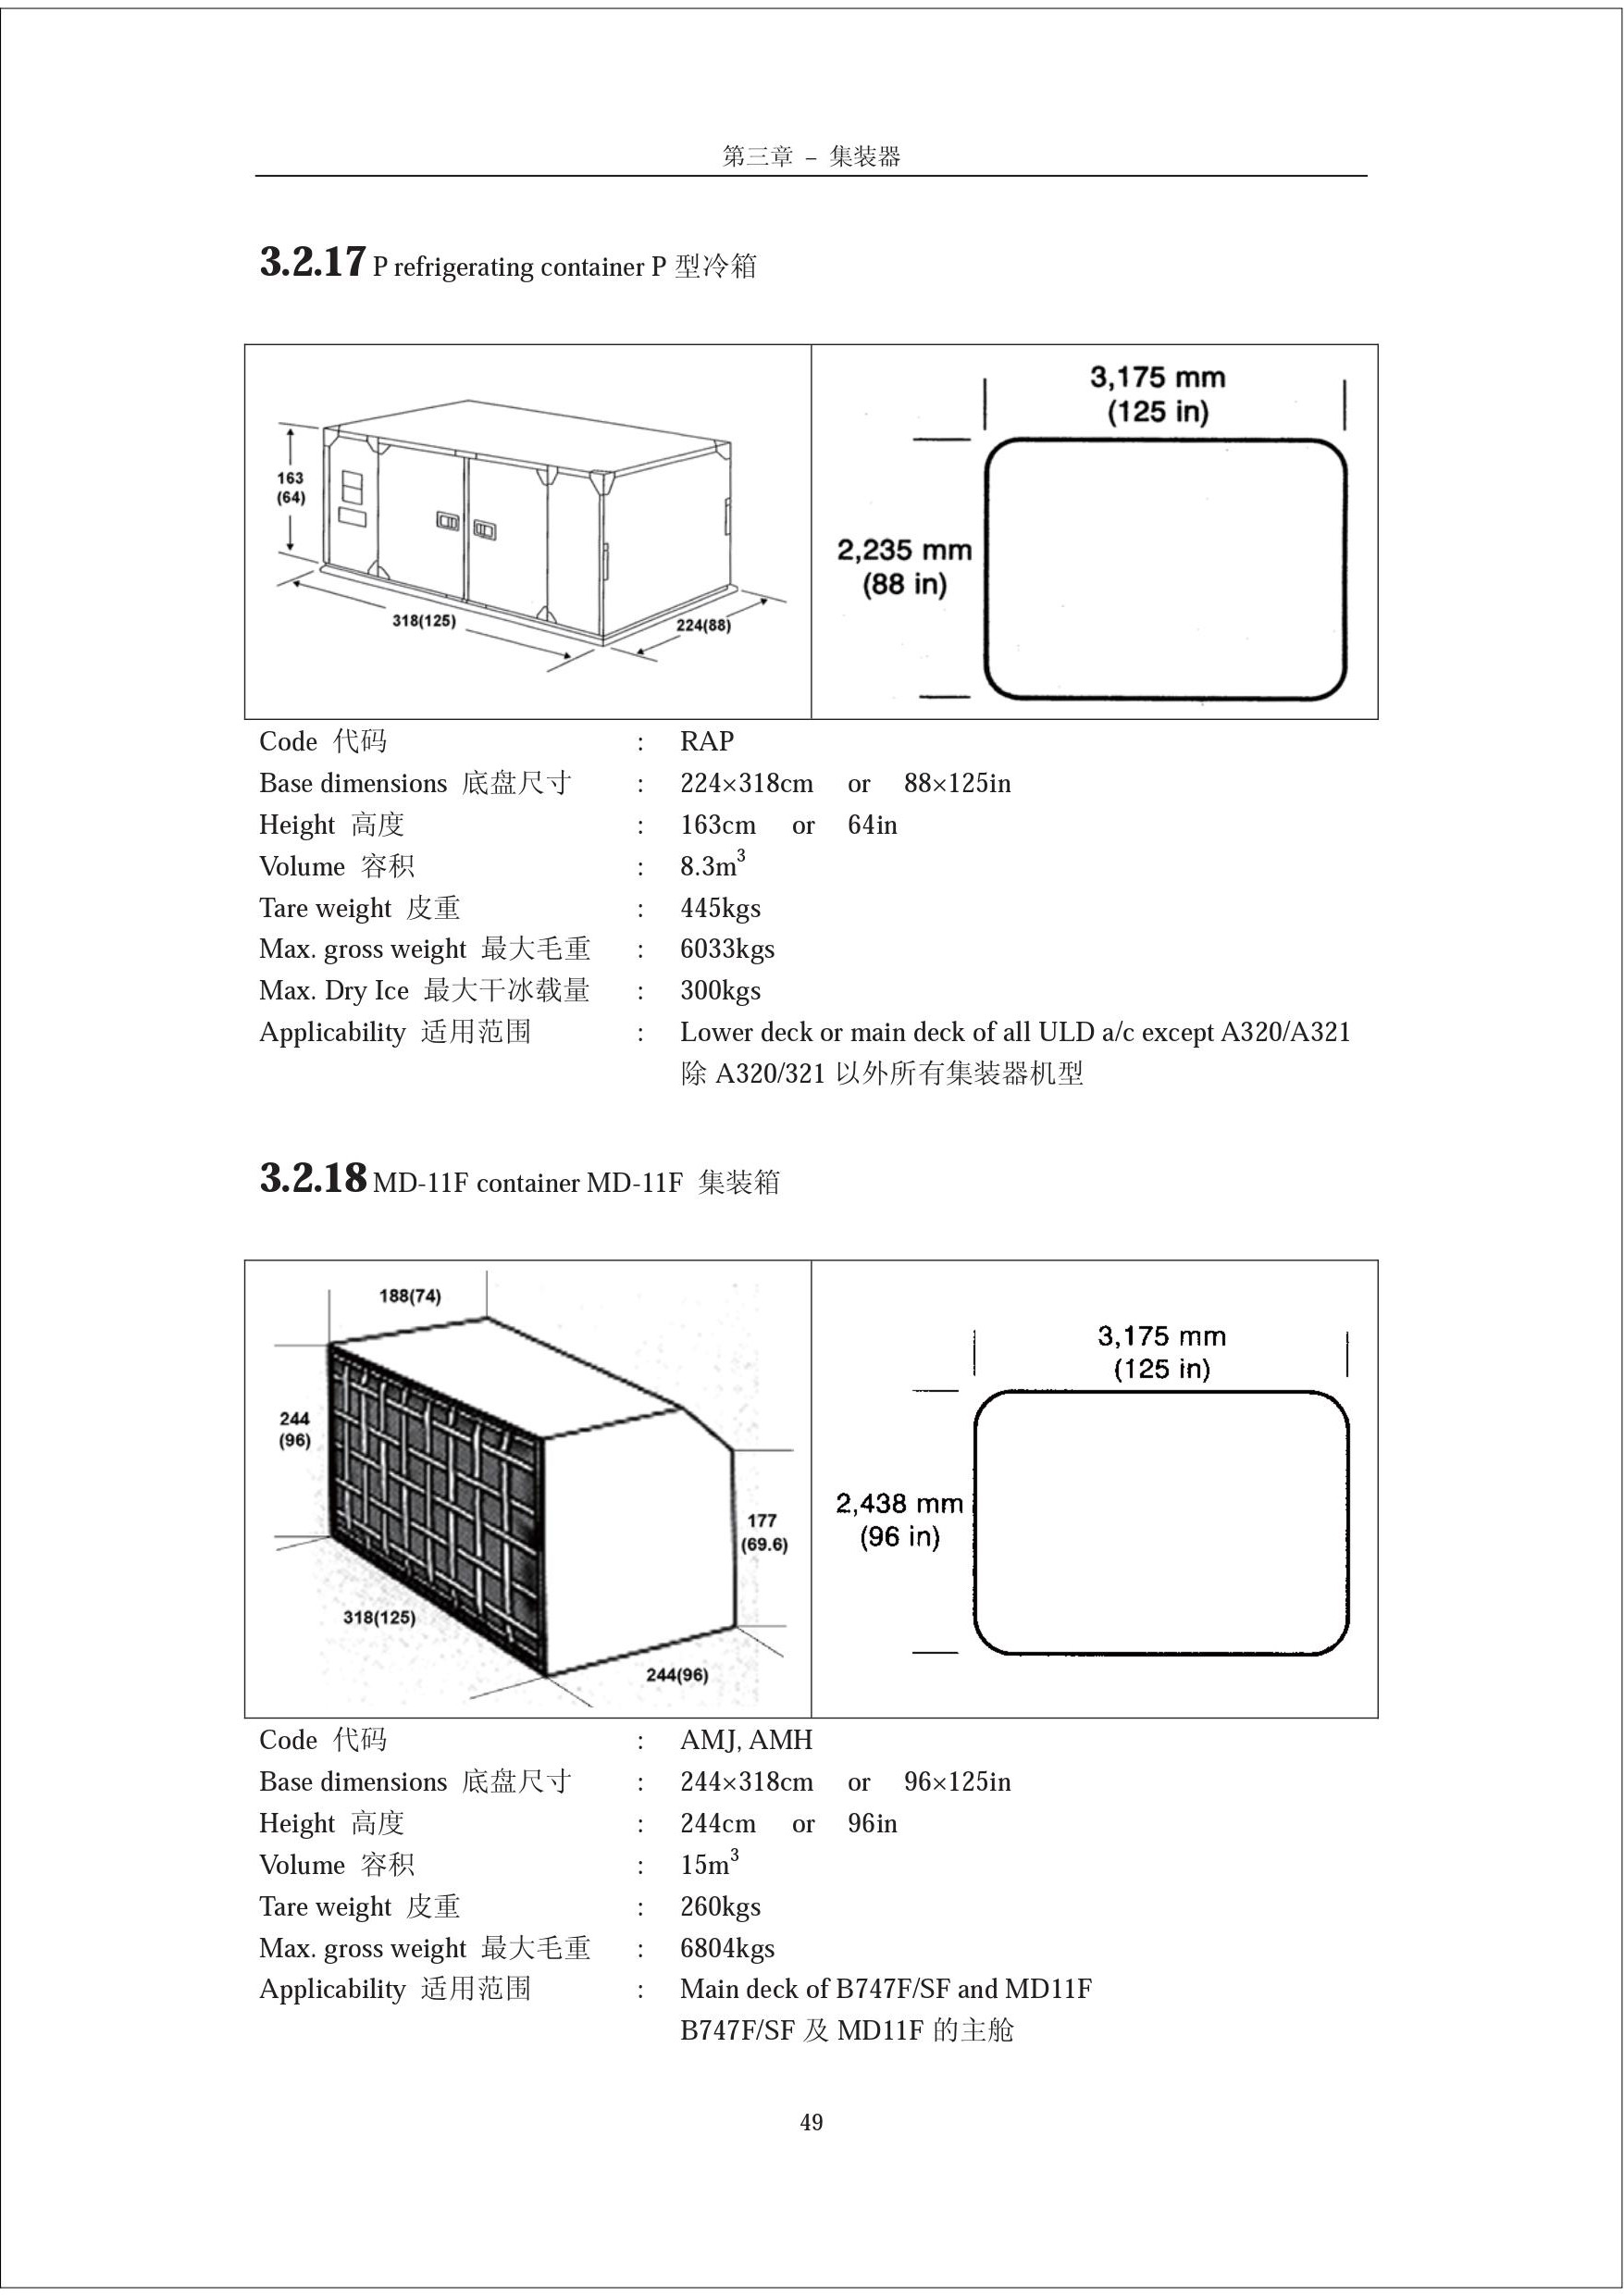 第三章 – 集装器
3.2.17 P refrigerating container P 型冷箱
163
(64)
318(125)
224(88)
3,175 mm
(125 in)
2,235 mm
(88 in)
Code 代码 : RAP
Base dimensions 底盘尺寸 : 224×318cm or 88×125in
Height 高度 : 163cm or 64in
Volume 容积 : 8.3m³
Tare weight 皮重 : 445kgs
Max. gross weight 最大毛重 : 6033kgs
Max. Dry Ice 最大干冰载量 : 300kgs
Applicability 适用范围 : Lower deck or main deck of all ULD a/c except A320/A321
除 A320/321 以外所有集装器机型
3.2.18 MD-11F container MD-11F 集装箱
188(74)
244
(96)
177
(69.6)
318(125)
244(96)
3,175 mm
(125 in)
2,438 mm
(96 in)
Code 代码 : AMJ, AMH
Base dimensions 底盘尺寸 : 244×318cm or 96×125in
Height 高度 : 244cm or 96in
Volume 容积 : 15m³
Tare weight 皮重 : 260kgs
Max. gross weight 最大毛重 : 6804kgs
Applicability 适用范围 : Main deck of B747F/SF and MD11F
B747F/SF 及 MD11F 的主舱
49